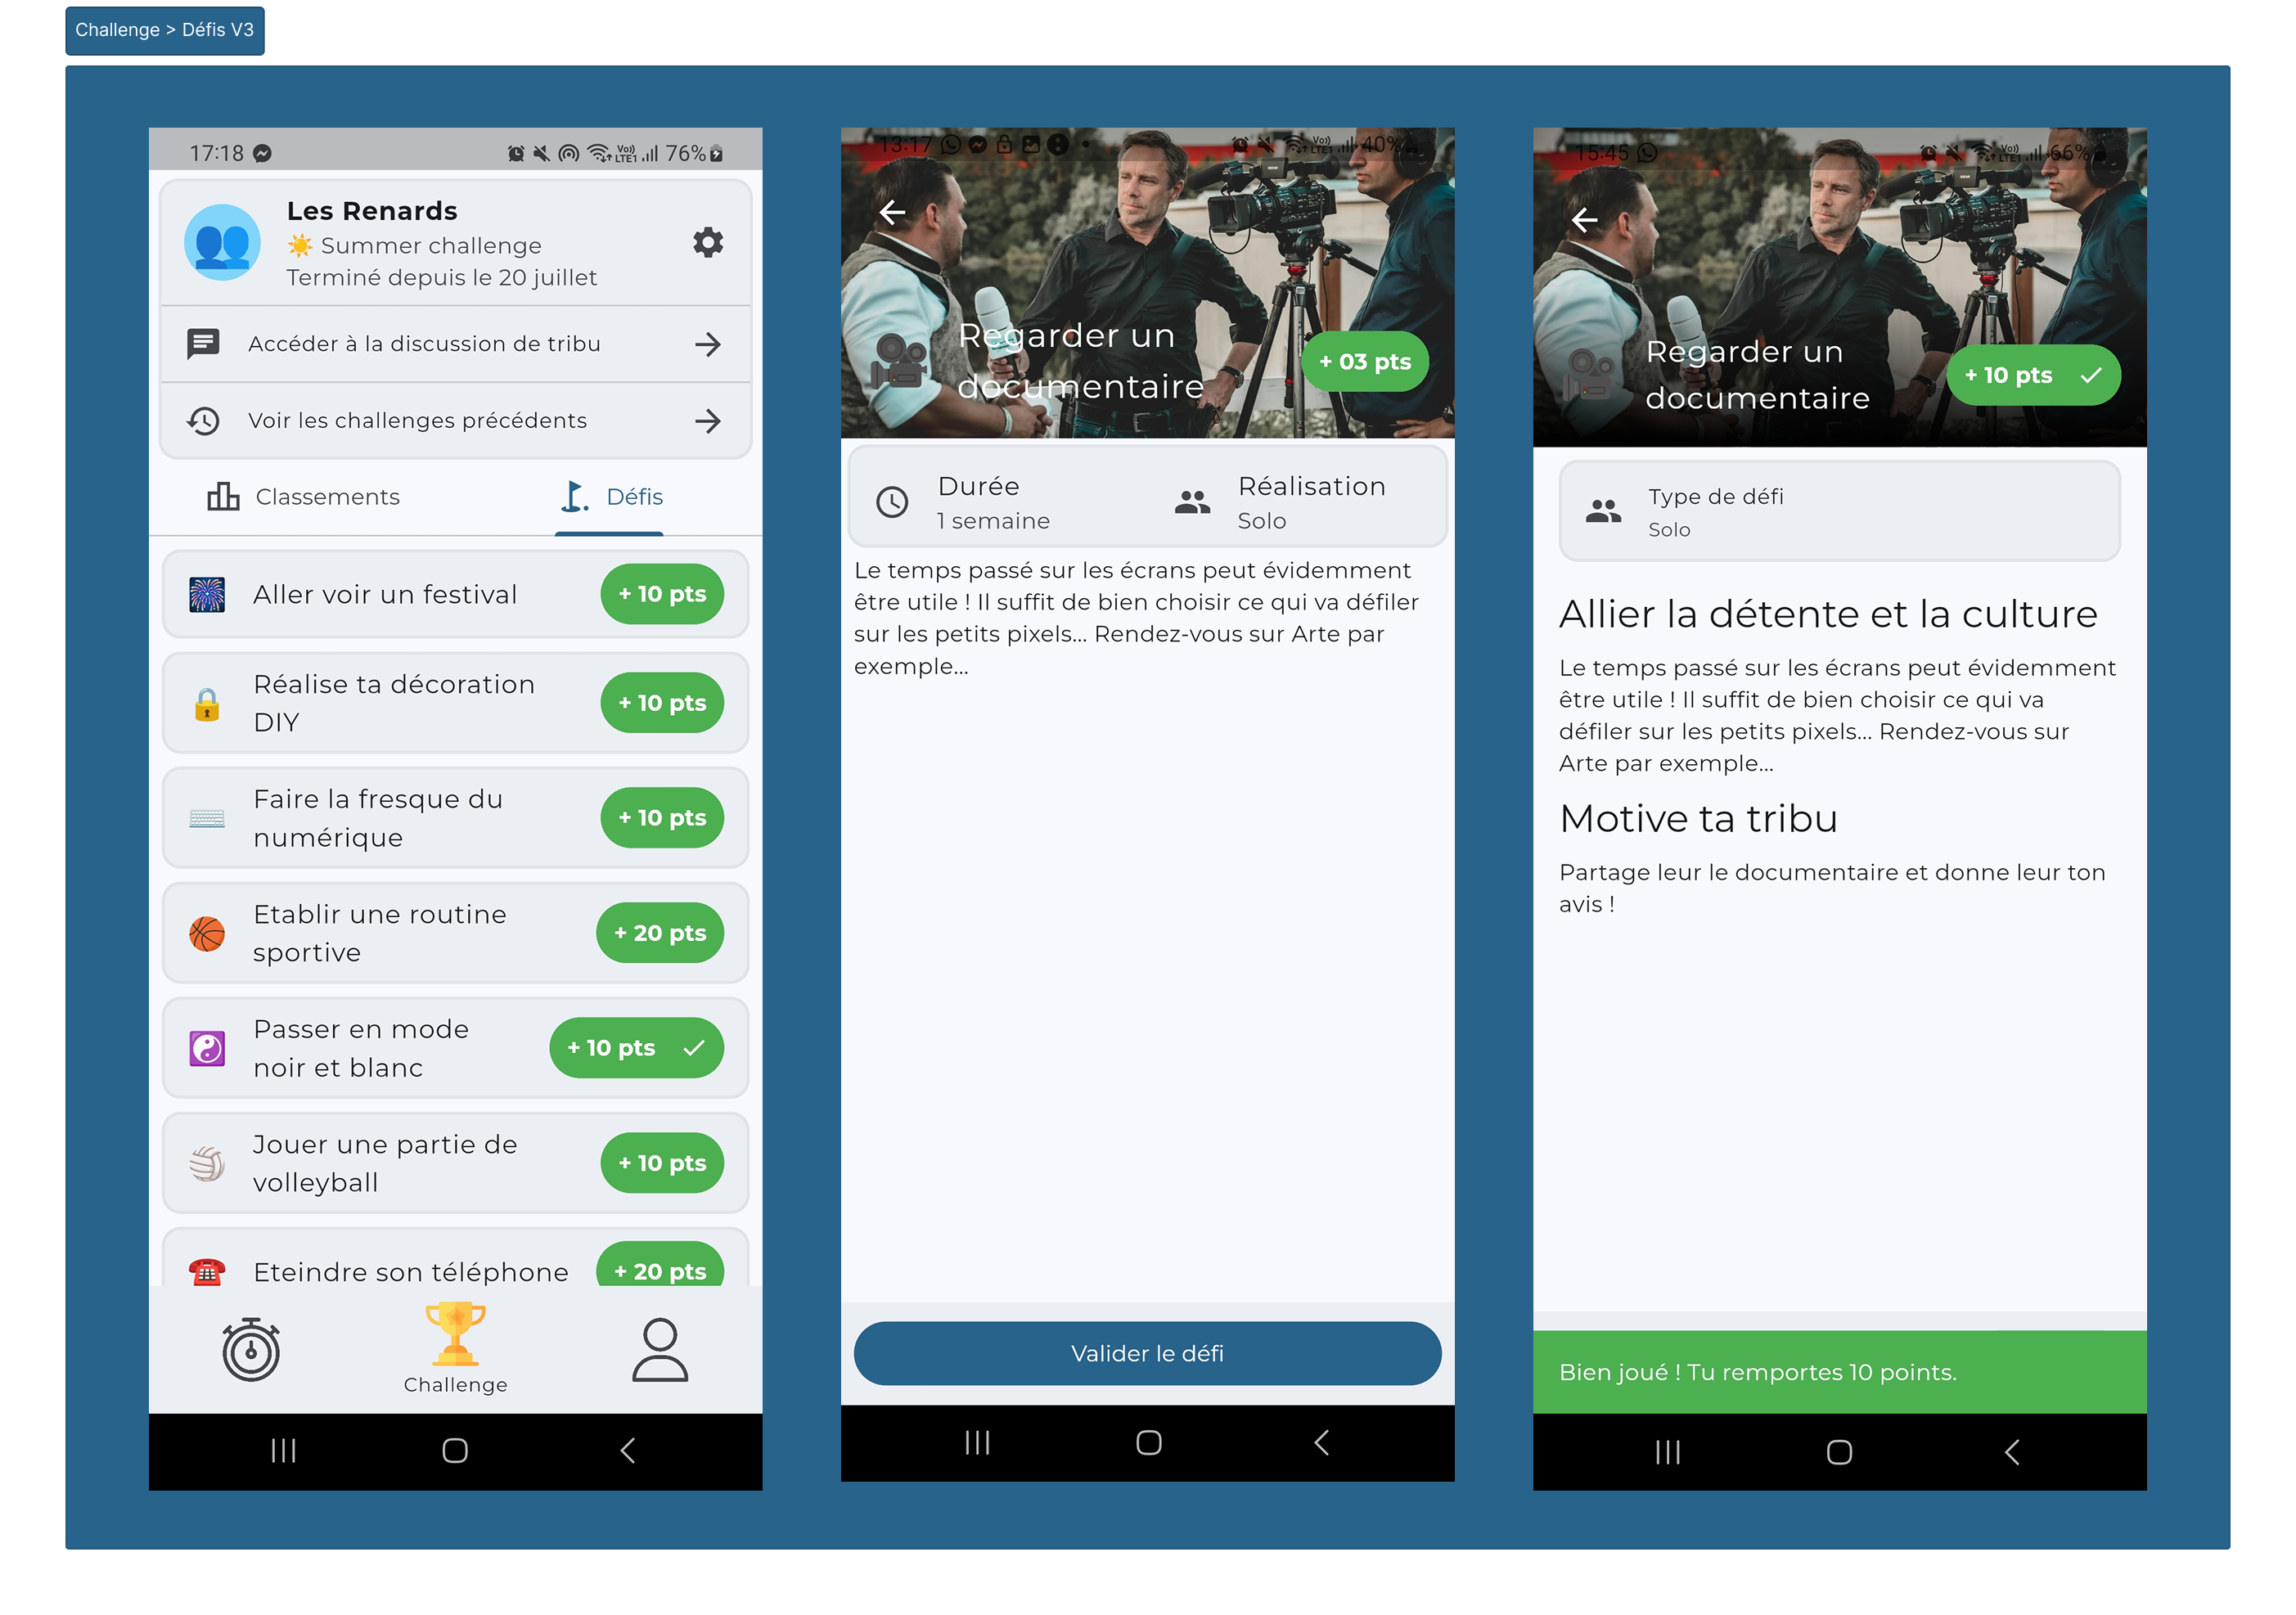 Challenge > Défis V3
17:18
Vo))
LTE1
76%
Les Renards
Summer challenge
Terminé depuis le 20 juillet
Accéder à la discussion de tribu
Voir les challenges précédents
Classements
Défis
Aller voir un festival
+ 10 pts
Réalise ta décoration
DIY
+ 10 pts
Faire la fresque du
numérique
+ 10 pts
Etablir une routine
sportive
+ 20 pts
Passer en mode
noir et blanc
+ 10 pts
Jouer une partie de
volleyball
+ 10 pts
Eteindre son téléphone
+ 20 pts
Challenge
13:17
Vo))
LTE1
40%
Regarder un
documentaire
+ 03 pts
Durée
1 semaine
Réalisation
Solo
Le temps passé sur les écrans peut évidemment
être utile ! Il suffit de bien choisir ce qui va défiler
sur les petits pixels... Rendez-vous sur Arte par
exemple...
Valider le défi
15:45
Vo))
LTE1
66%
Regarder un
documentaire
+ 10 pts
Type de défi
Solo
Allier la détente et la culture
Le temps passé sur les écrans peut évidemment
être utile ! Il suffit de bien choisir ce qui va
défiler sur les petits pixels... Rendez-vous sur
Arte par exemple...
Motive ta tribu
Partage leur le documentaire et donne leur ton
avis !
Bien joué ! Tu remportes 10 points.